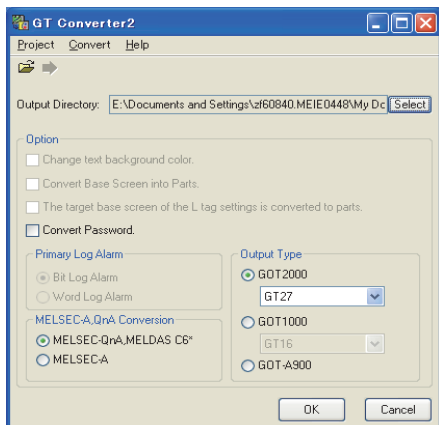 GT Converter2
Project Convert Help
Output Directory: E:\Documents and Settings\zf60840.MEIE0448\My Dc Select
Option
Change text background color.
Convert Base Screen into Parts.
The target base screen of the L tag settings is converted to parts.
Convert Password.
Primary Log Alarm
Bit Log Alarm
Word Log Alarm
MELSEC-A,QnA Conversion
MELSEC-QnA,MELDAS C6*
MELSEC-A
Output Type
GOT2000
GT27
GOT1000
GT16
GOT-A900
OK Cancel